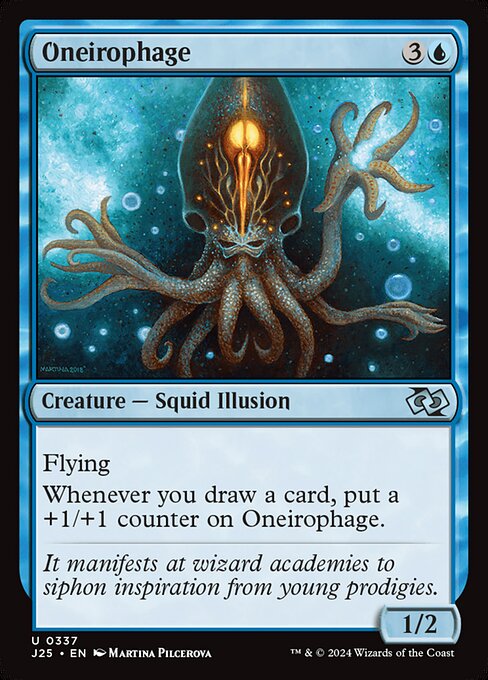 Oneirophage 3
MARTINA 2018
Creature — Squid Illusion
Flying
Whenever you draw a card, put a
+1/+1 counter on Oneirophage.
It manifests at wizard academies to
siphon inspiration from young prodigies.
1/2
U 0337
J25 • EN MARTINA PILCEROVA
™ & © 2024 Wizards of the Coast